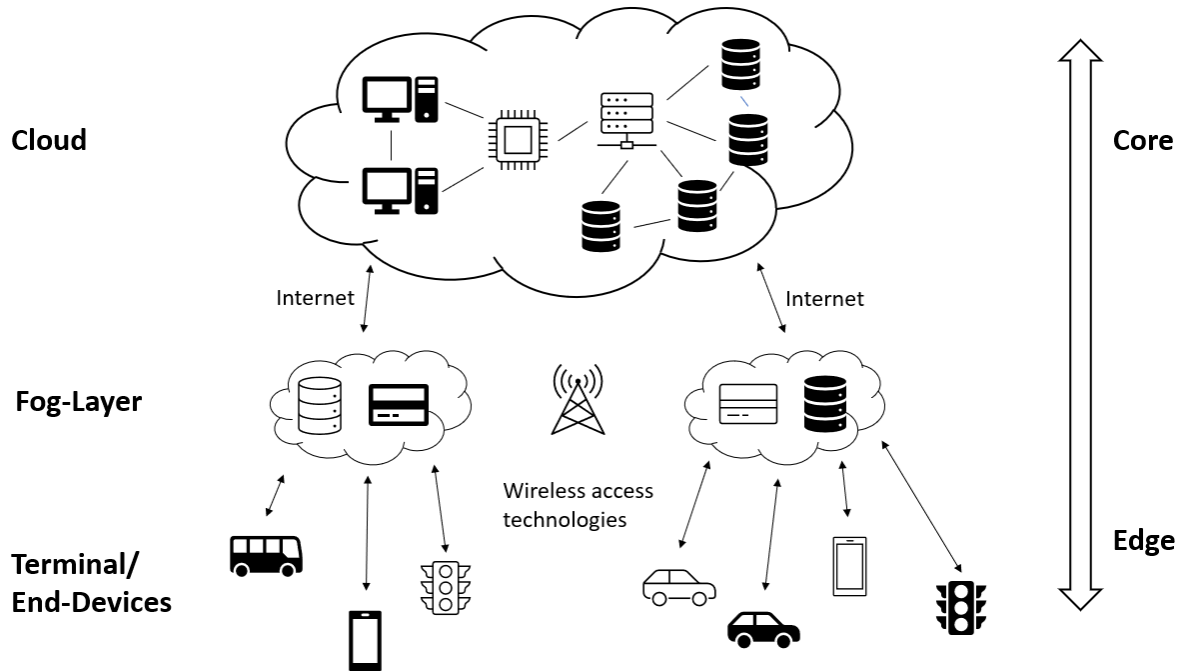 Cloud
Core
Internet
Internet
Fog-Layer
Wireless access
technologies
Edge
Terminal/
End-Devices